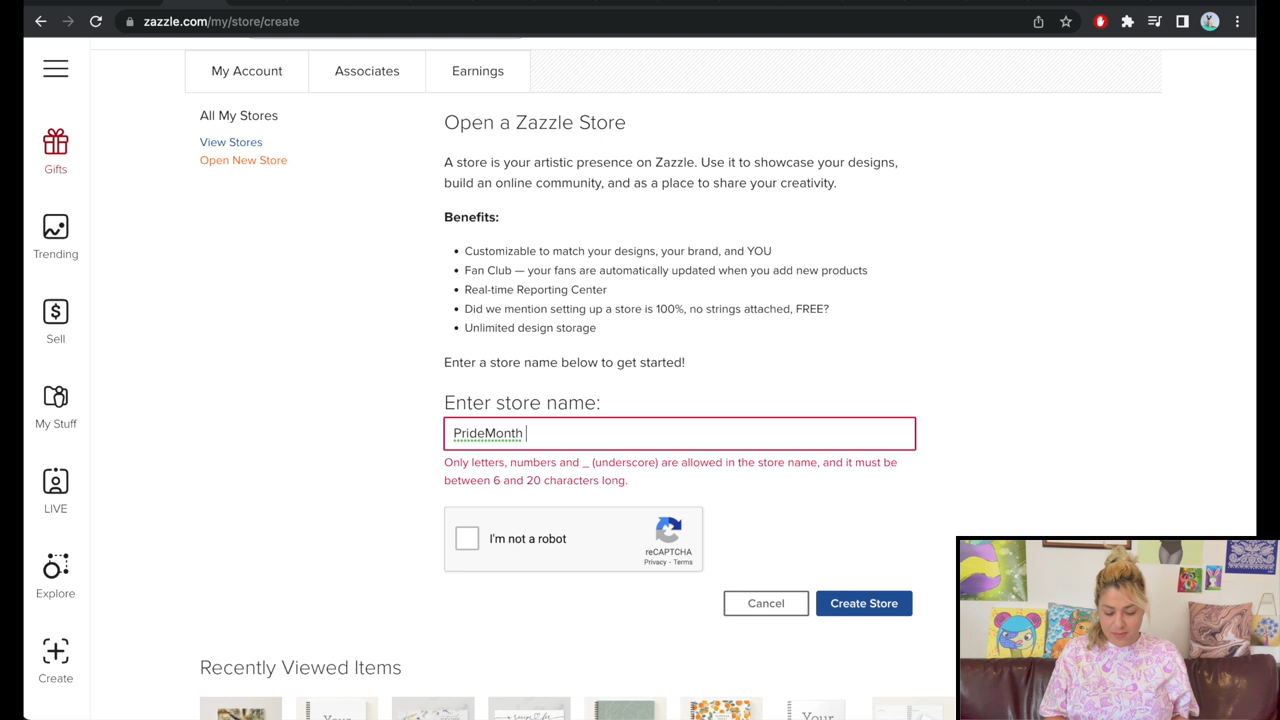 zazzle.com/my/store/create
My Account
Associates
Earnings
Gifts
Trending
Sell
My Stuff
LIVE
Explore
Create
All My Stores
View Stores
Open New Store
Open a Zazzle Store
A store is your artistic presence on Zazzle. Use it to showcase your designs,
build an online community, and as a place to share your creativity.
Benefits:
Customizable to match your designs, your brand, and YOU
Fan Club — your fans are automatically updated when you add new products
Real-time Reporting Center
Did we mention setting up a store is 100%, no strings attached, FREE?
Unlimited design storage
Enter a store name below to get started!
Enter store name:
PrideMonth
Only letters, numbers and _ (underscore) are allowed in the store name, and it must be
between 6 and 20 characters long.
I'm not a robot
reCAPTCHA
Privacy - Terms
Cancel
Create Store
Recently Viewed Items